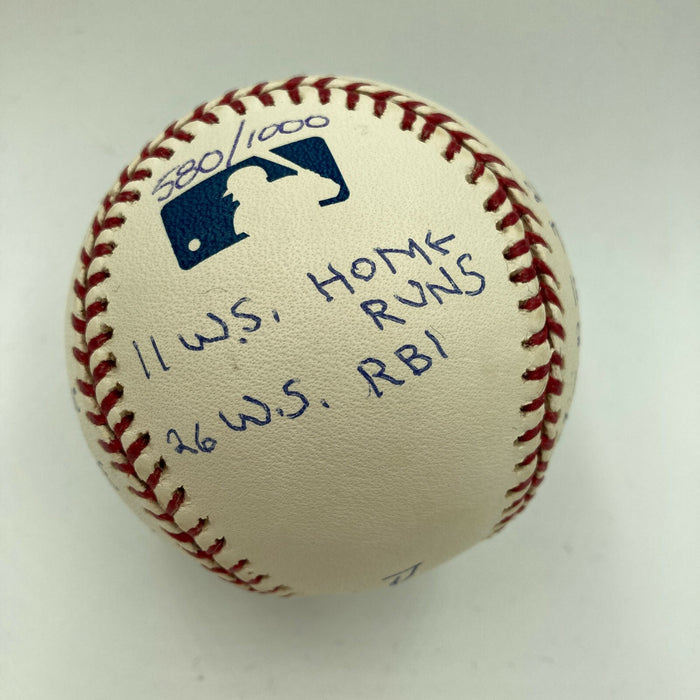 580/1000
11 W.S. HOME
RUNS
26 W.S. RBI